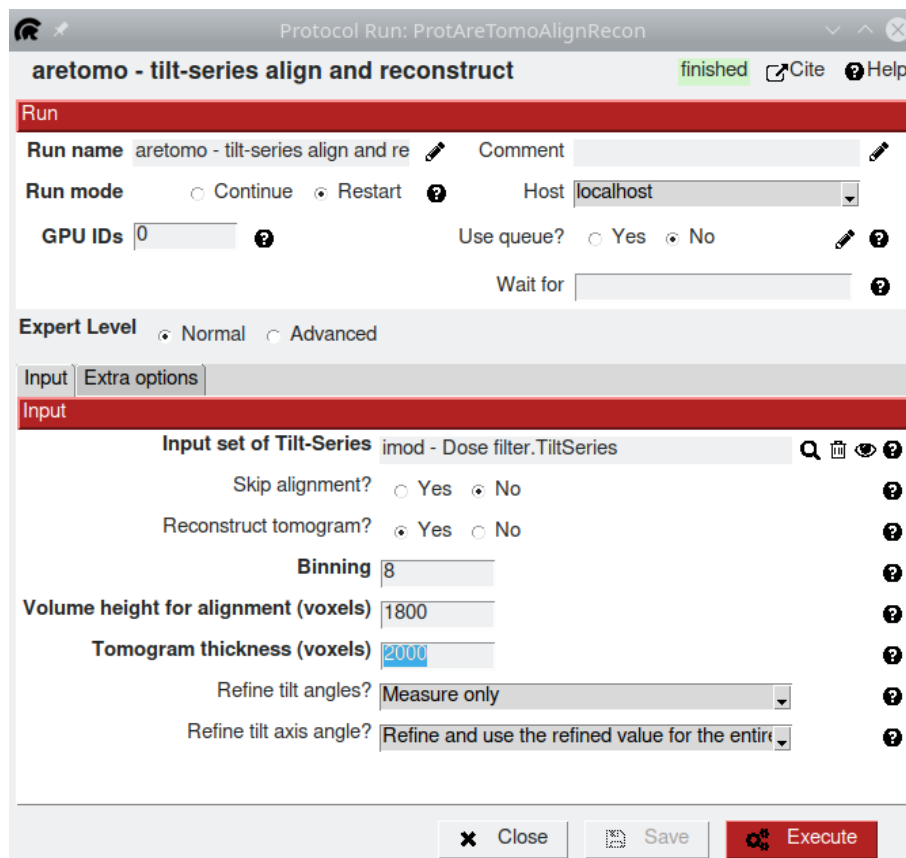 Protocol Run: ProtAreTomoAlignRecon
aretomo - tilt-series align and reconstruct finished Cite Help
Run
Run name aretomo - tilt-series align and re Comment
Run mode Continue Restart Host localhost
GPU IDs 0 Use queue? Yes No
Wait for
Expert Level Normal Advanced
Input Extra options
Input
Input set of Tilt-Series imod - Dose filter.TiltSeries
Skip alignment? Yes No
Reconstruct tomogram? Yes No
Binning 8
Volume height for alignment (voxels) 1800
Tomogram thickness (voxels) 2000
Refine tilt angles? Measure only
Refine tilt axis angle? Refine and use the refined value for the entire
Close Save Execute